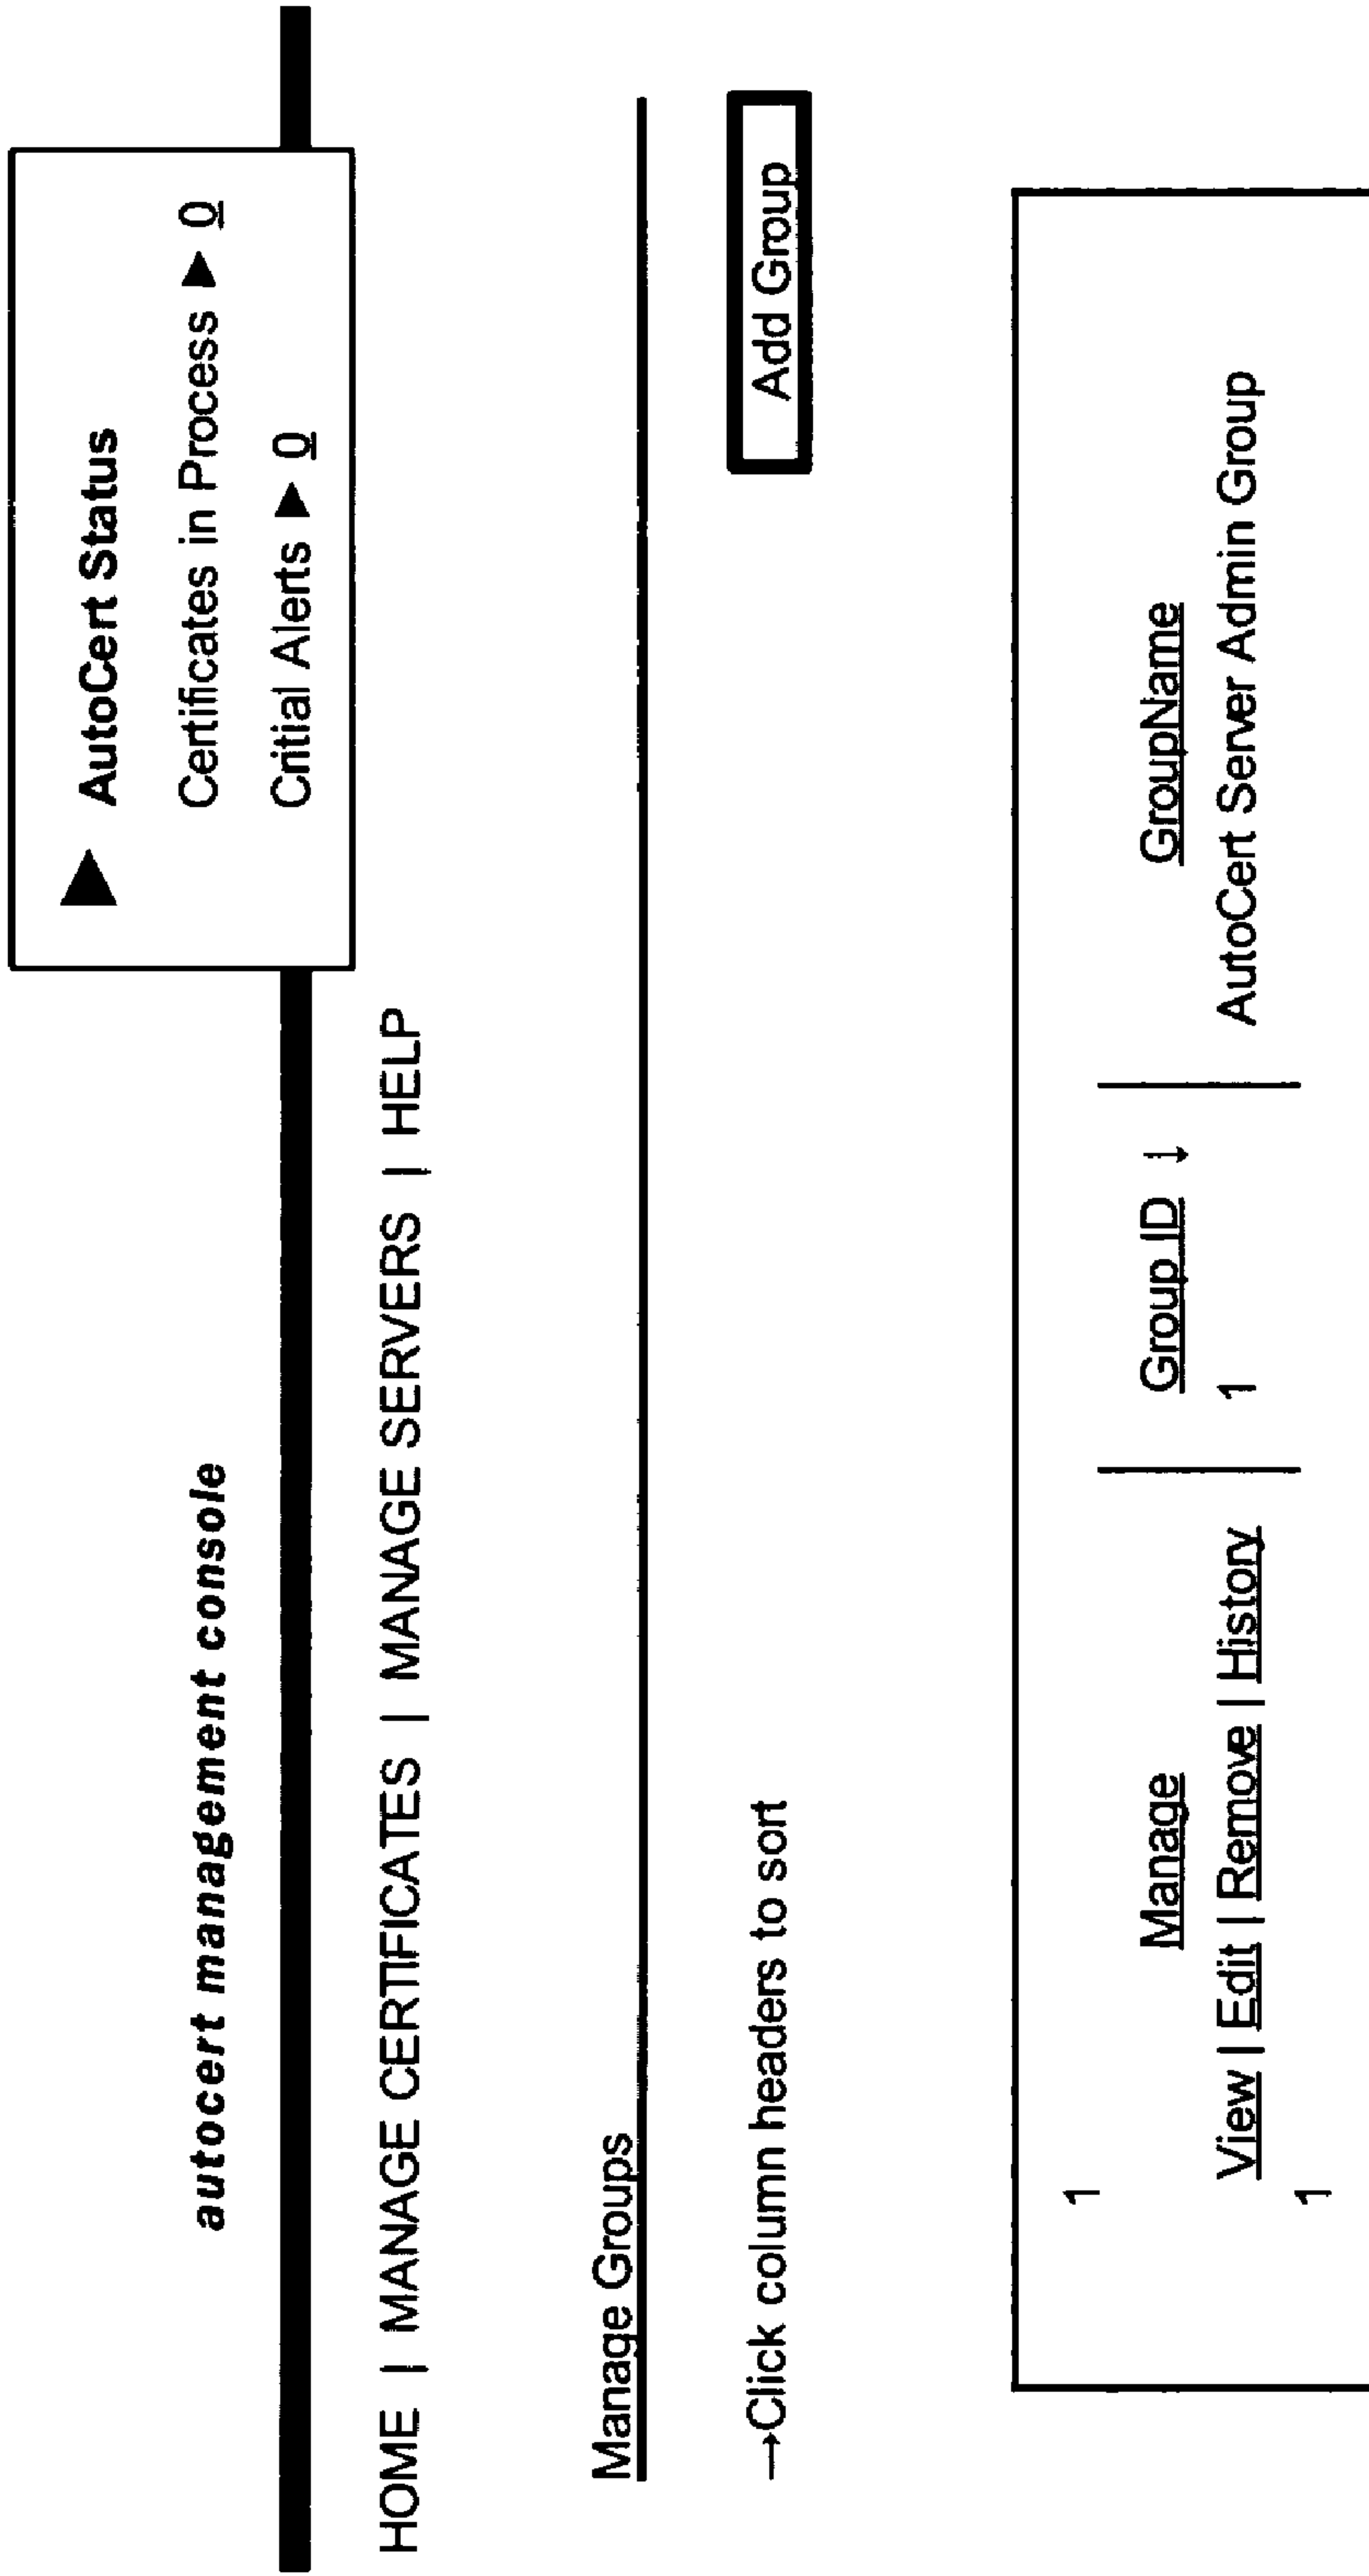 autocert management console
AutoCert Status
Certificates in Process ▶ 0
Critial Alerts ▶ 0
HOME | MANAGE CERTIFICATES | MANAGE SERVERS | HELP
Manage Groups
→Click column headers to sort
Add Group
1
Manage
Group ID ↓
GroupName
View | Edit | Remove | History
1
AutoCert Server Admin Group
1